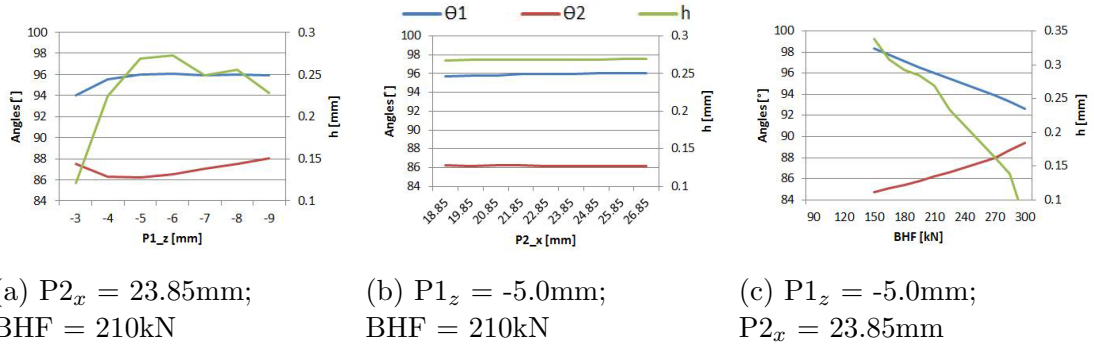 ϴ1 ϴ2 h
100 98 96 94 92 90 88 86 84
Angles [°]
0.3 0.25 0.2 0.15 0.1
h [mm]
-3 -4 -5 -6 -7 -8 -9
P1_z [mm]
100 98 96 94 92 90 88 86 84
Angles [°]
0.3 0.25 0.2 0.15 0.1
h [mm]
18.85 19.85 20.85 21.85 22.85 23.85 24.85 25.85 26.85
P2_x [mm]
100 98 96 94 92 90 88 86 84
Angles [°]
0.35 0.3 0.25 0.2 0.15 0.1
h [mm]
90 120 150 180 210 240 270 300
BHF [kN]
(a) P2x = 23.85mm;
BHF = 210kN
(b) P1z = -5.0mm;
BHF = 210kN
(c) P1z = -5.0mm;
P2x = 23.85mm